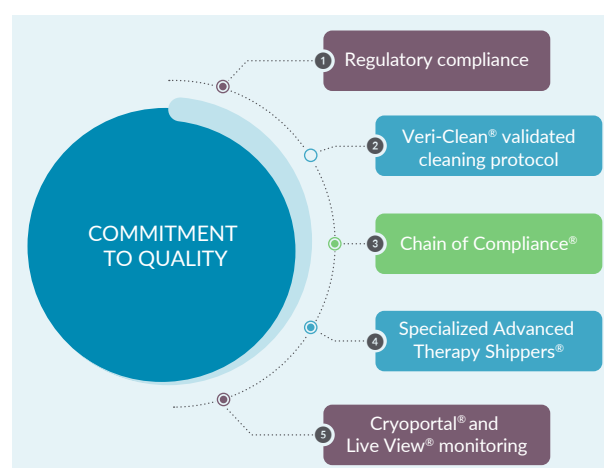 COMMITMENT
TO QUALITY
1
Regulatory compliance
2
Veri-Clean® validated
cleaning protocol
3
Chain of Compliance®
4
Specialized Advanced
Therapy Shippers®
5
Cryoportal® and
Live View® monitoring